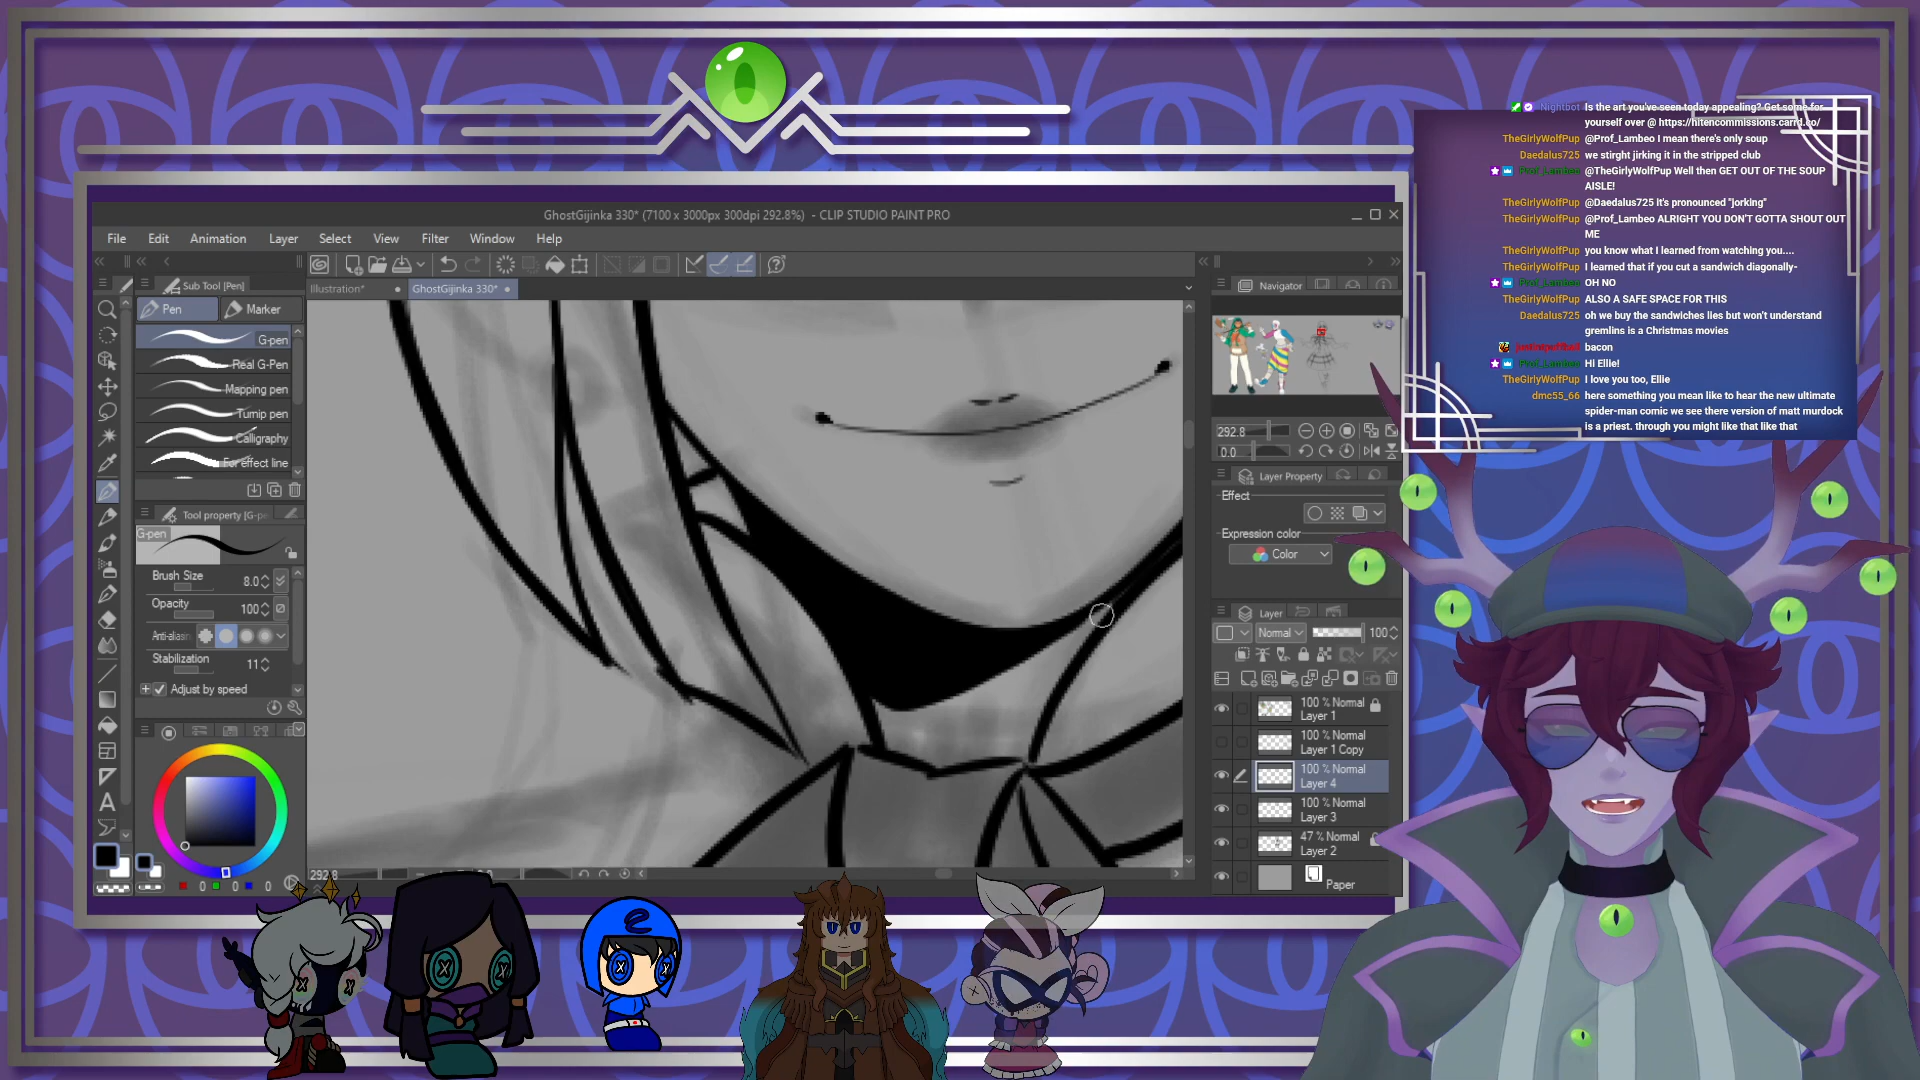 GhostGijinka 330* (7100 x 3000px 300dpi 292.8%) - CLIP STUDIO PAINT PRO
File Edit Animation Layer Select View Filter Window Help
Sub Tool [Pen]
Pen Marker
G-pen
Real G-Pen
Mapping pen
Turnip pen
Calligraphy
For effect line
Tool property [G-pe
G-pen
Brush Size 8.0
Opacity 100
Anti-aliasin
Stabilization 11
Adjust by speed
0 0 0
Illustration* GhostGijinka 330*
292.8
Navigator
292.8
0.0
Layer Property
Effect
Expression color
Color
Layer
Normal 100
100 % Normal
Layer 1
100 % Normal
Layer 1 Copy
100 % Normal
Layer 4
100 % Normal
Layer 3
47 % Normal
Layer 2
Paper
Nightbot Is the art you've seen today appealing? Get some for
yourself over @ https://hitencommissions.carrd.co/
TheGirlyWolfPup @Prof_Lambeo I mean there's only soup
Daedalus725 we stirght jirking it in the stripped club
Prof_Lambeo @TheGirlyWolfPup Well then GET OUT OF THE SOUP
AISLE!
TheGirlyWolfPup @Daedalus725 it's pronounced "jorking"
TheGirlyWolfPup @Prof_Lambeo ALRIGHT YOU DON'T GOTTA SHOUT OUT
ME
TheGirlyWolfPup you know what I learned from watching you....
TheGirlyWolfPup I learned that if you cut a sandwich diagonally-
Prof_Lambeo OH NO
TheGirlyWolfPup ALSO A SAFE SPACE FOR THIS
Daedalus725 oh we buy the sandwiches lies but won't understand
gremlins is a Christmas movies
bacon
Prof_Lambeo Hi Ellie!
TheGirlyWolfPup I love you too, Ellie
dmc55_66 here something you mean like to hear the new ultimate
spider-man comic we see there version of matt murdock
is a priest. through you might like that like that